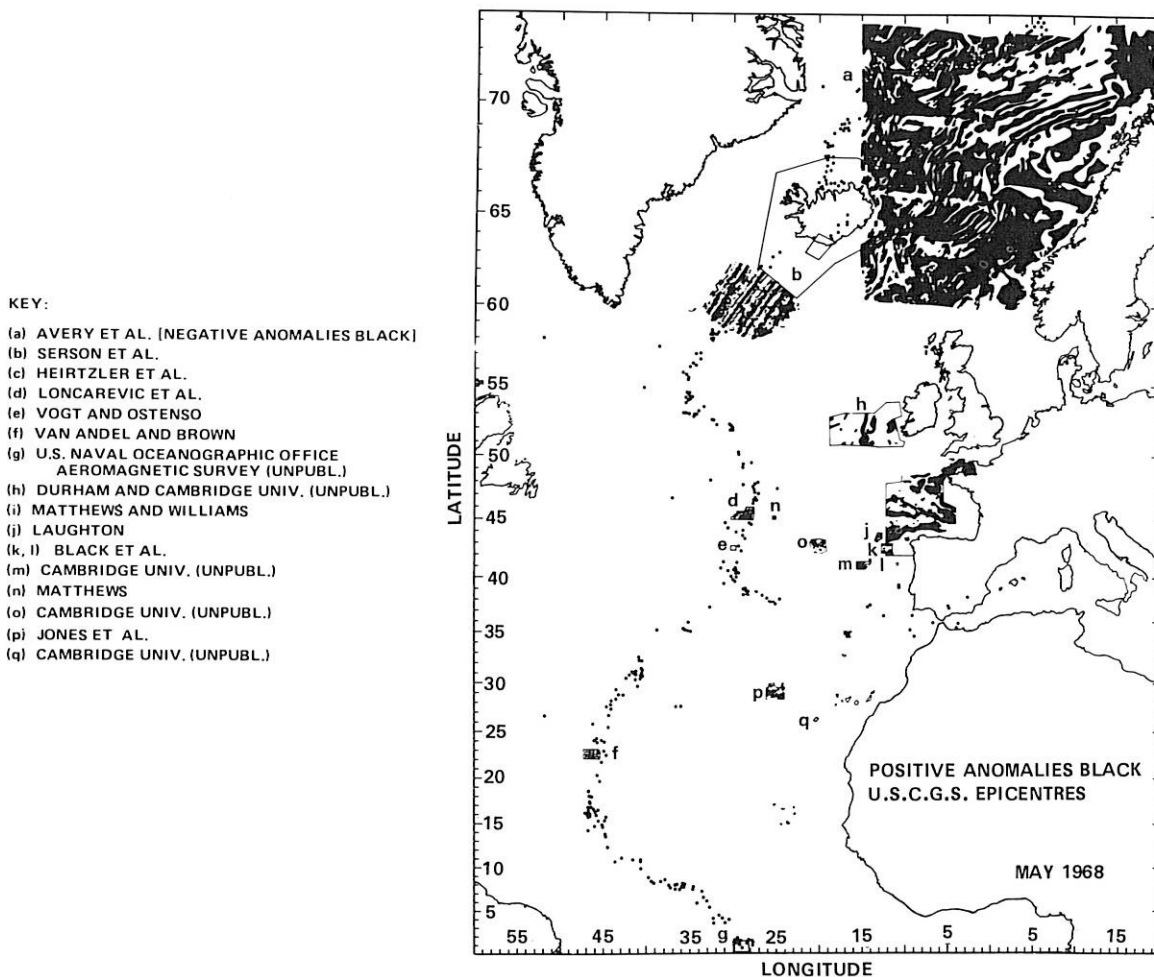 KEY:
(a) AVERY ET AL. [NEGATIVE ANOMALIES BLACK]
(b) SERSON ET AL.
(c) HEIRTZLER ET AL.
(d) LONCAREVIC ET AL.
(e) VOGT AND OSTENSO
(f) VAN ANDEL AND BROWN
(g) U.S. NAVAL OCEANOGRAPHIC OFFICE
AEROMAGNETIC SURVEY (UNPUBL.)
(h) DURHAM AND CAMBRIDGE UNIV. (UNPUBL.)
(i) MATTHEWS AND WILLIAMS
(j) LAUGHTON
(k, l) BLACK ET AL.
(m) CAMBRIDGE UNIV. (UNPUBL.)
(n) MATTHEWS
(o) CAMBRIDGE UNIV. (UNPUBL.)
(p) JONES ET AL.
(q) CAMBRIDGE UNIV. (UNPUBL.)
LATITUDE
70
65
60
55
50
45
40
35
30
25
20
15
10
5
a
b
h
d
n
e
o
j
k
m
l
p
q
f
POSITIVE ANOMALIES BLACK
U.S.C.G.S. EPICENTRES
MAY 1968
55 45 35 g 25 15 5 5 15
LONGITUDE